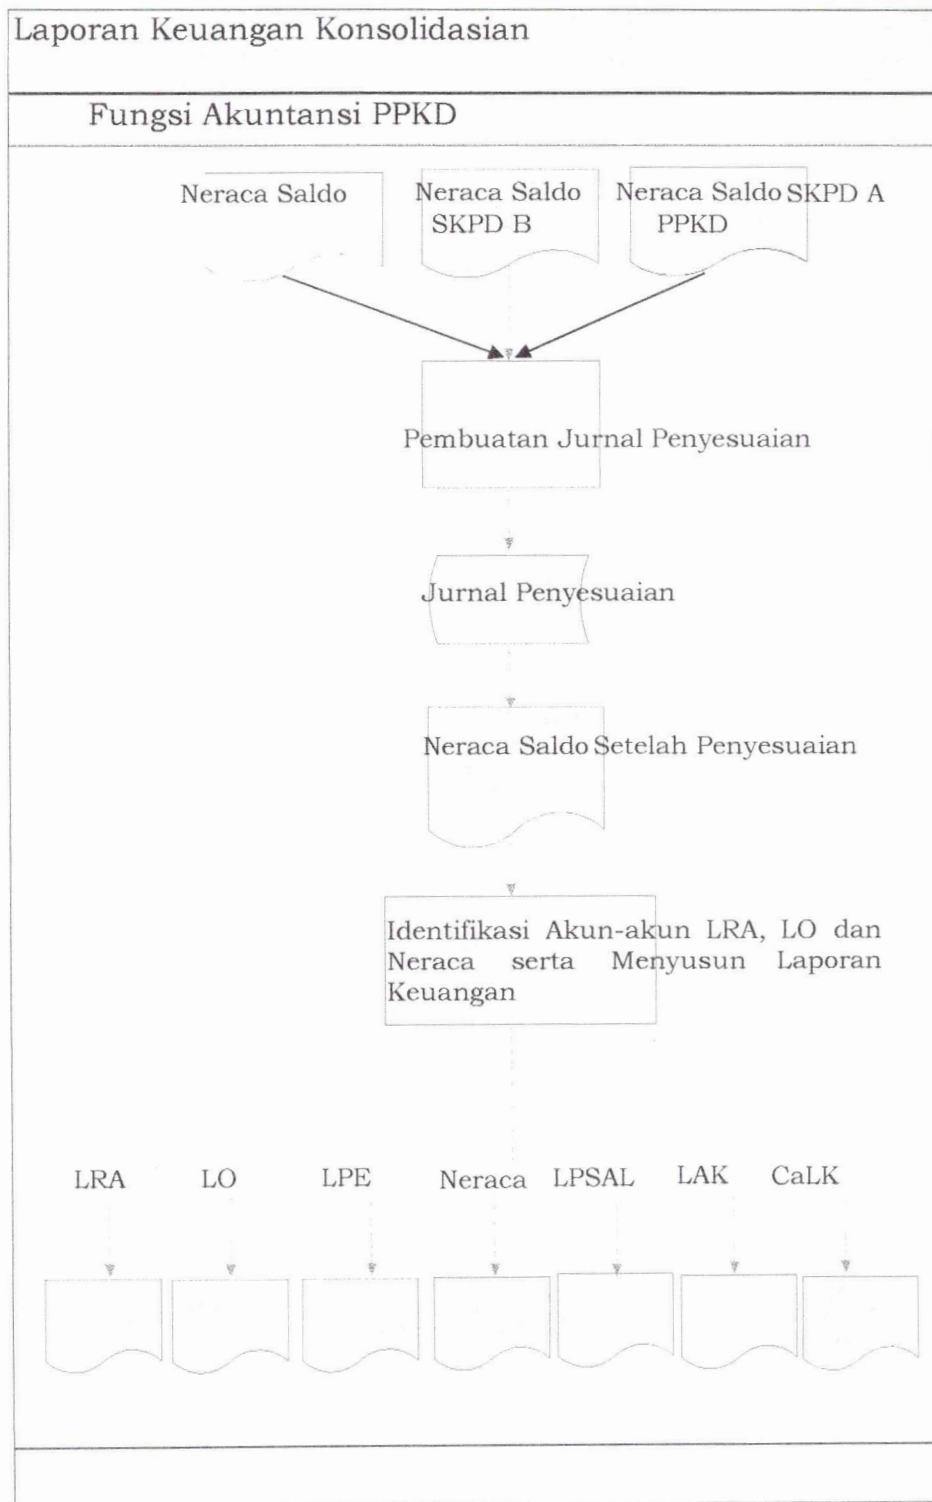 Laporan Keuangan Konsolidasian
Fungsi Akuntansi PPKD
Neraca Saldo
Neraca Saldo
SKPD B
Neraca Saldo SKPD A
PPKD
Pembuatan Jurnal Penyesuaian
Jurnal Penyesuaian
Neraca Saldo Setelah Penyesuaian
Identifikasi Akun-akun LRA, LO dan
Neraca serta Menyusun Laporan
Keuangan
LRA LO LPE Neraca LPSAL LAK CaLK